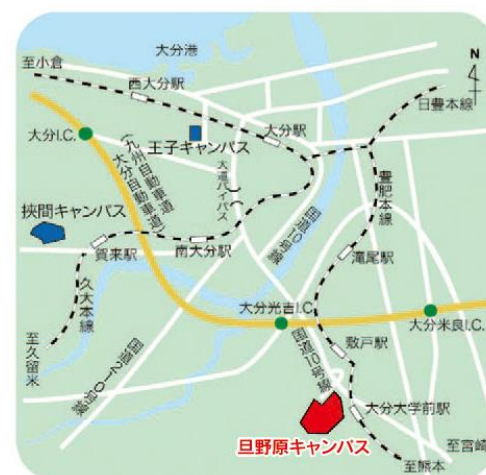 大分港
至小倉
N
西大分駅
日豊本線
大分駅
大分I.C.
王子キャンパス
大道バイパス
(九州自動車道
大分自動車道)
豊肥本線
挾間キャンパス
国道10号線
賀来駅
南大分駅
滝尾駅
久大本線
大分光吉I.C.
大分米良I.C.
至久留米
国道210号線
国道10号線
敷戸駅
大分大学前駅
旦野原キャンパス
至宮崎
至熊本